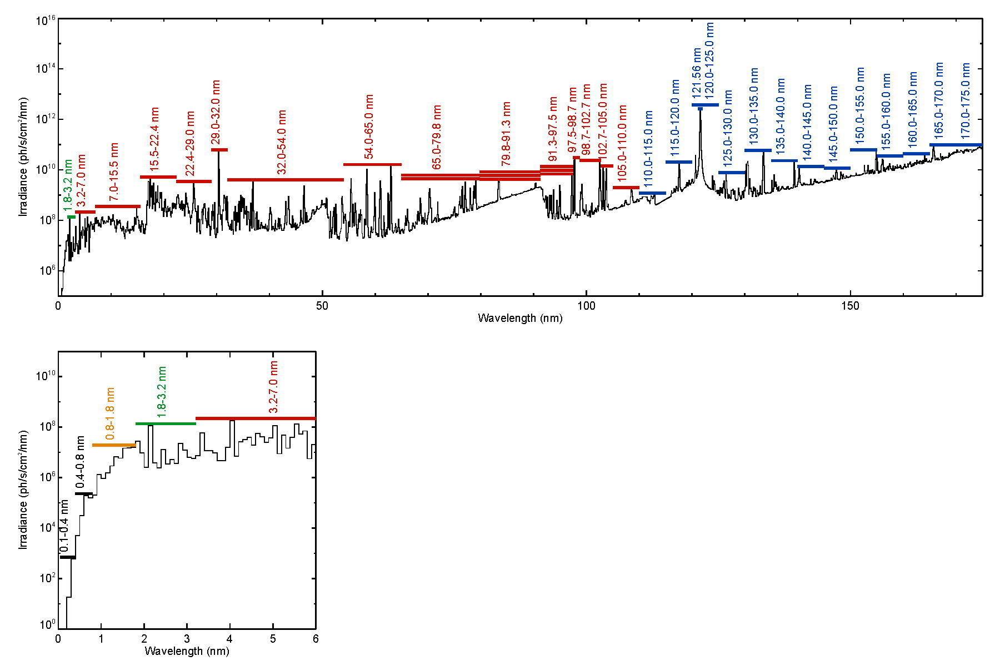 10^16
10^14
10^12
10^10
10^8
10^6
Irradiance (ph/s/cm²/nm)
1.8-3.2 nm
3.2-7.0 nm
7.0-15.5 nm
15.5-22.4 nm
22.4-29.0 nm
29.0-32.0 nm
32.0-54.0 nm
54.0-65.0 nm
65.0-79.8 nm
79.8-91.3 nm
91.3-97.5 nm
97.5-98.7 nm
98.7-102.7 nm
102.7-105.0 nm
105.0-110.0 nm
110.0-115.0 nm
115.0-120.0 nm
121.56 nm
120.0-125.0 nm
125.0-130.0 nm
130.0-135.0 nm
135.0-140.0 nm
140.0-145.0 nm
145.0-150.0 nm
150.0-155.0 nm
155.0-160.0 nm
160.0-165.0 nm
165.0-170.0 nm
170.0-175.0 nm
0 50 100 150
Wavelength (nm)
10^10
10^8
10^6
10^4
10^2
10^0
Irradiance (ph/s/cm²/nm)
0.1-0.4 nm
0.4-0.8 nm
0.8-1.8 nm
1.8-3.2 nm
3.2-7.0 nm
0 1 2 3 4 5 6
Wavelength (nm)